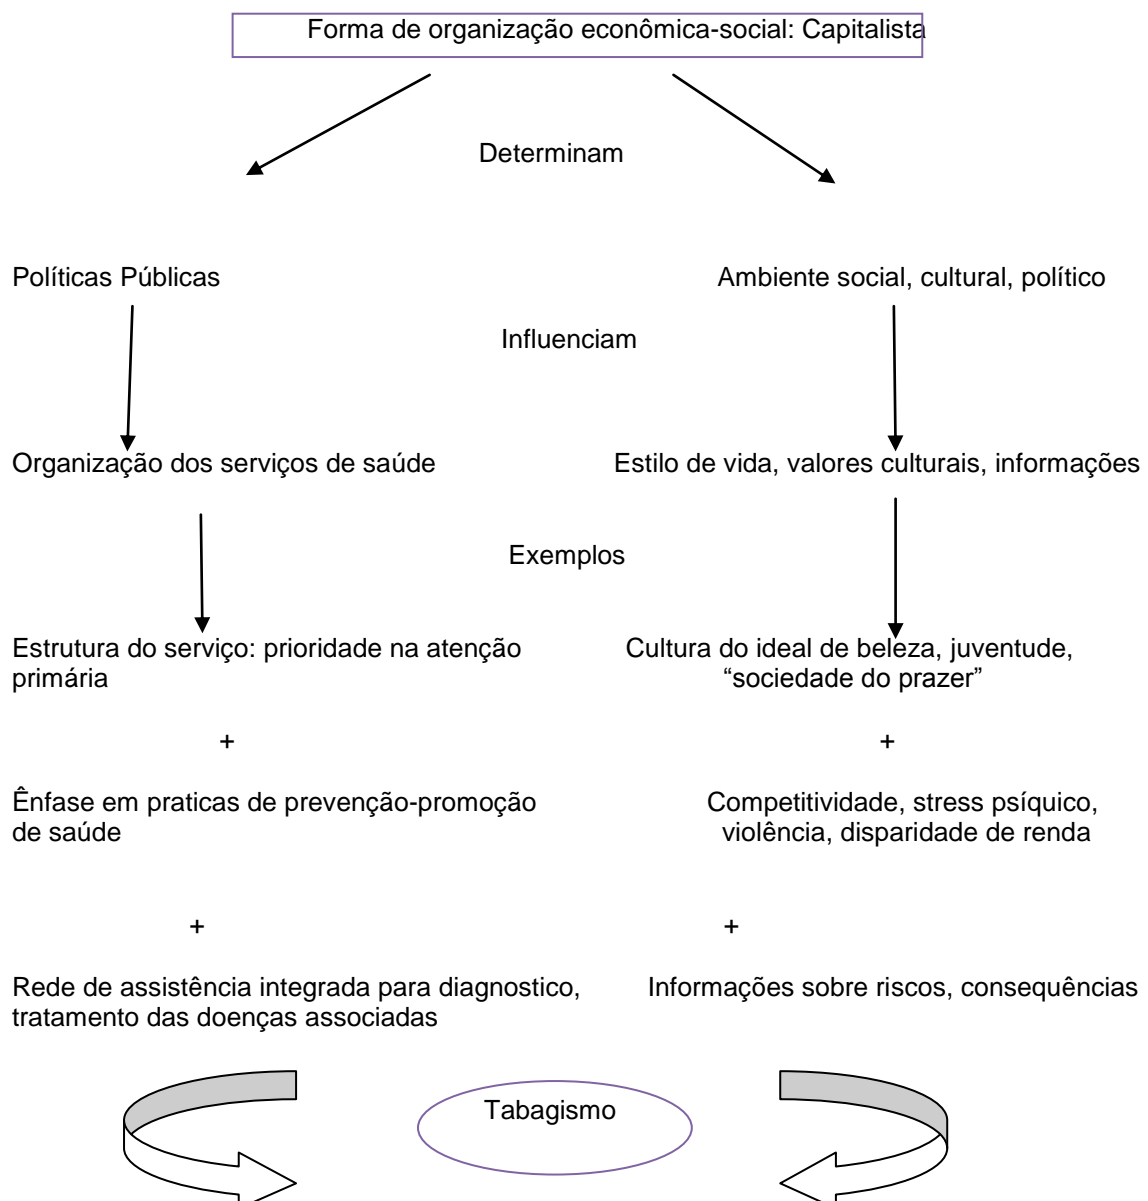 Forma de organização econômica-social: Capitalista
Determinam
Políticas Públicas
Ambiente social, cultural, político
Influenciam
Organização dos serviços de saúde
Estilo de vida, valores culturais, informações
Exemplos
Estrutura do serviço: prioridade na atenção
primária
Cultura do ideal de beleza, juventude,
“sociedade do prazer”
+
+
Ênfase em praticas de prevenção-promoção
de saúde
Competitividade, stress psíquico,
violência, disparidade de renda
+
+
Rede de assistência integrada para diagnostico,
tratamento das doenças associadas
Informações sobre riscos, consequências
Tabagismo